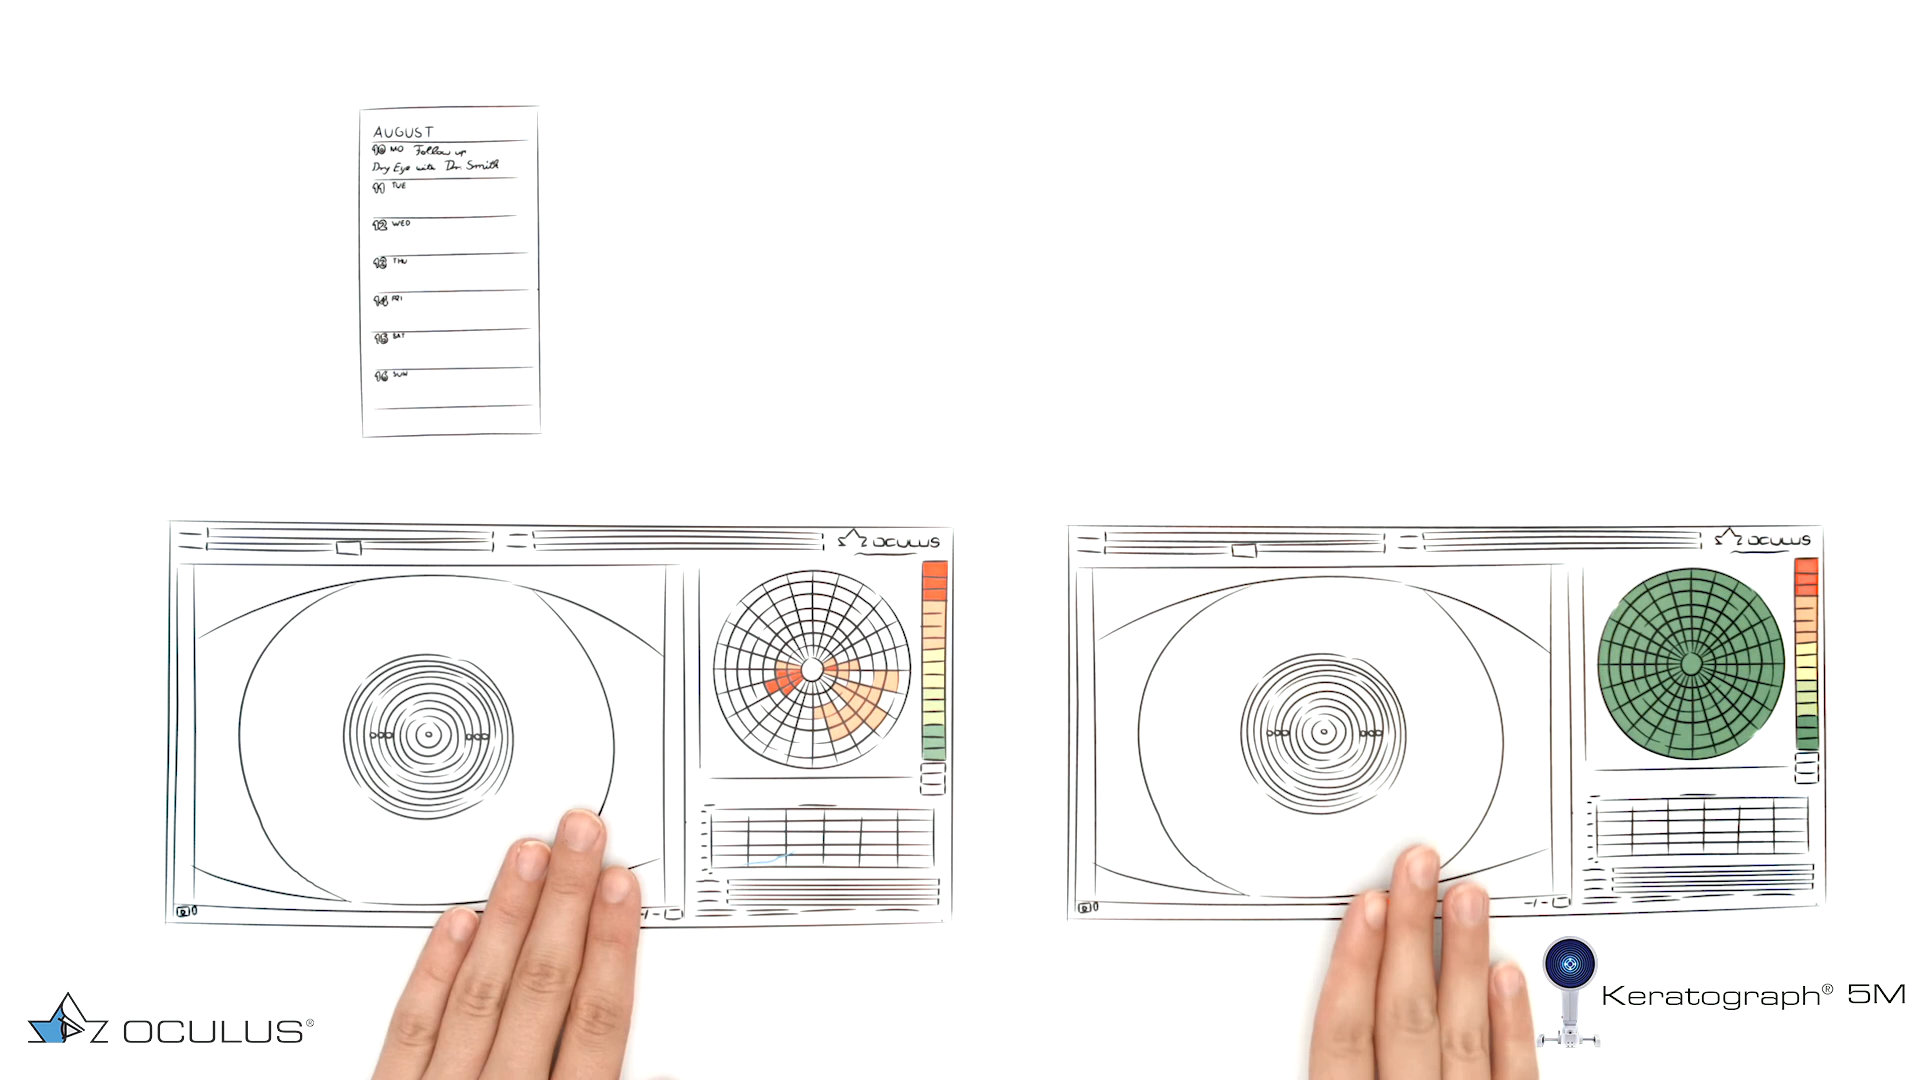 AUGUST
10 MO Follow up
Dry Eye with Dr. Smith
11 TUE
12 WED
13 THU
14 FRI
15 SAT
16 SUN
OCULUS
OCULUS
OCULUS®
Keratograph® 5M